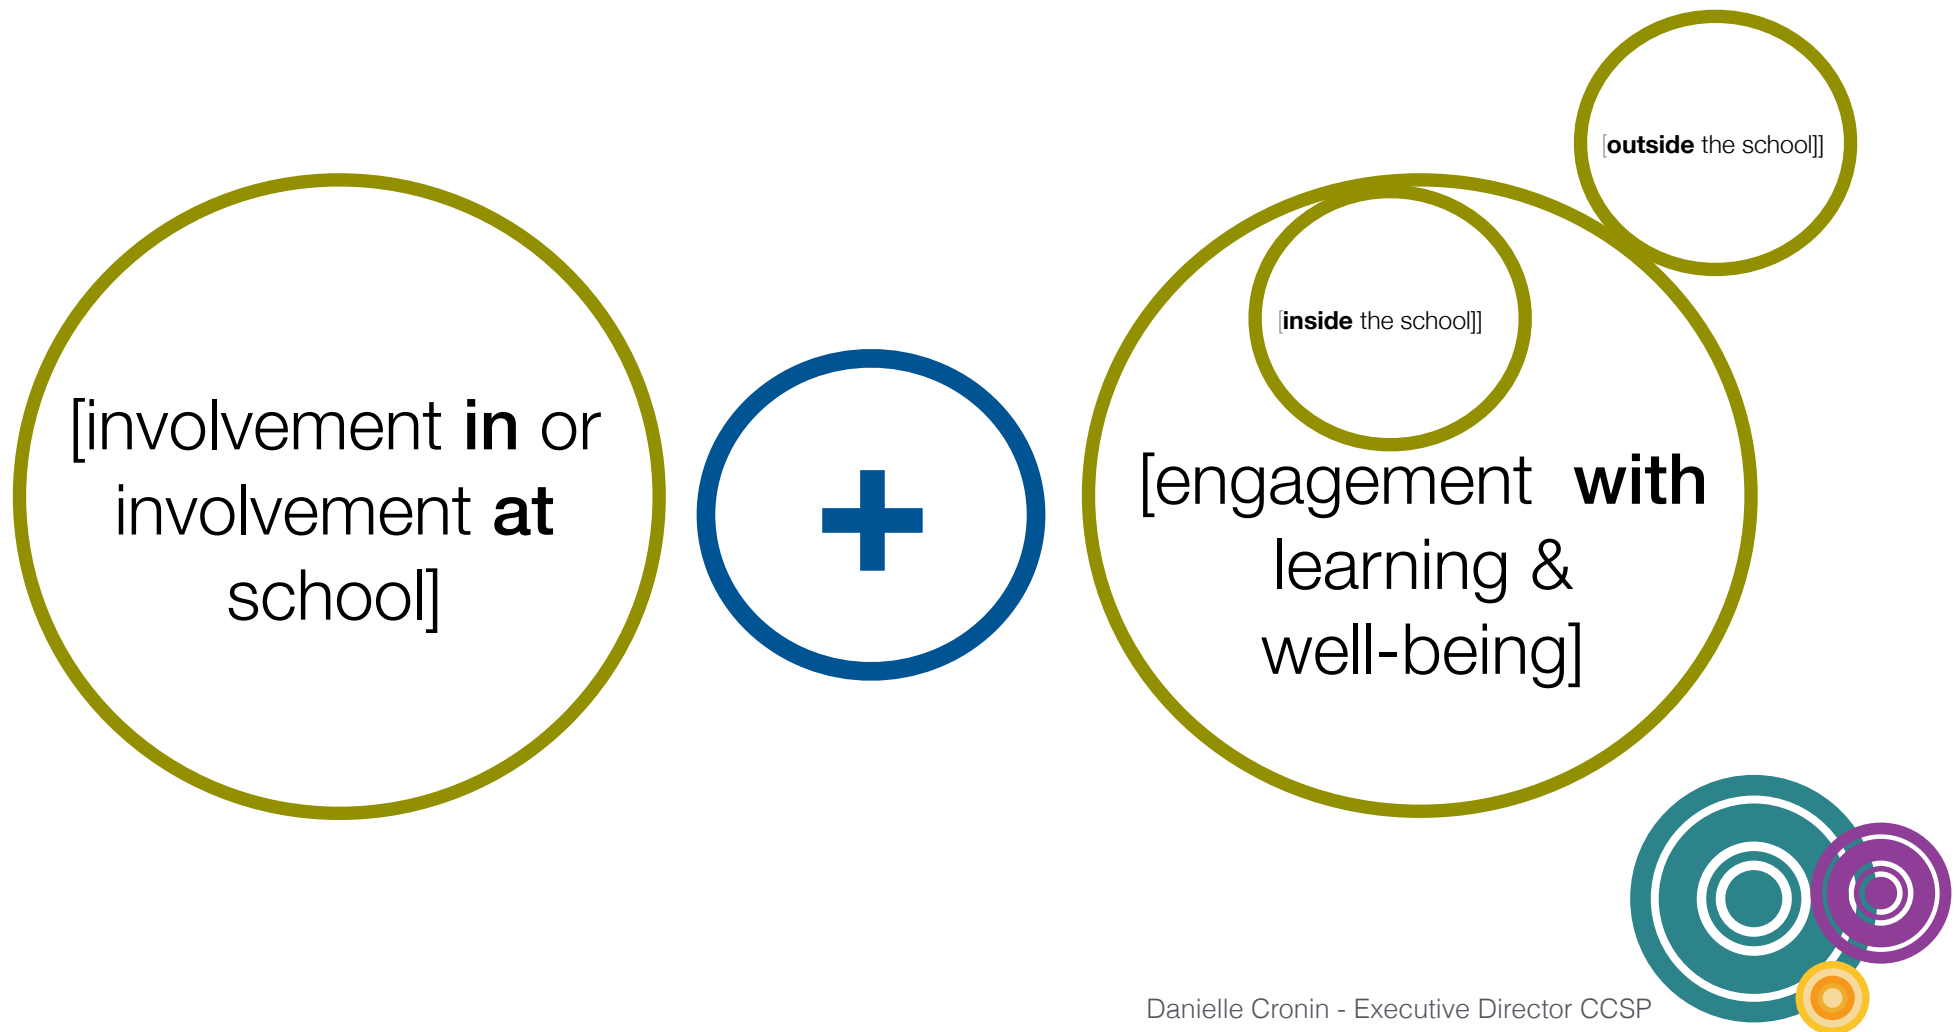 [outside the school]]
[inside the school]]
[involvement in or
involvement at
school]
+
[engagement with
learning &
well-being]
Danielle Cronin - Executive Director CCSP